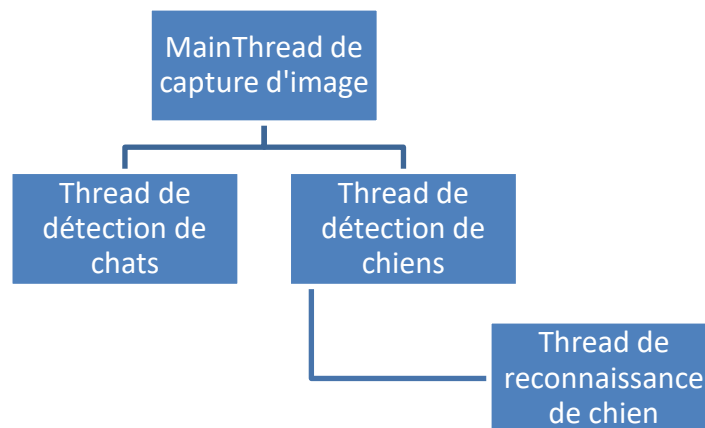 MainThread de
capture d'image
Thread de
détection de
chats
Thread de
détection de
chiens
Thread de
reconnaissance
de chien